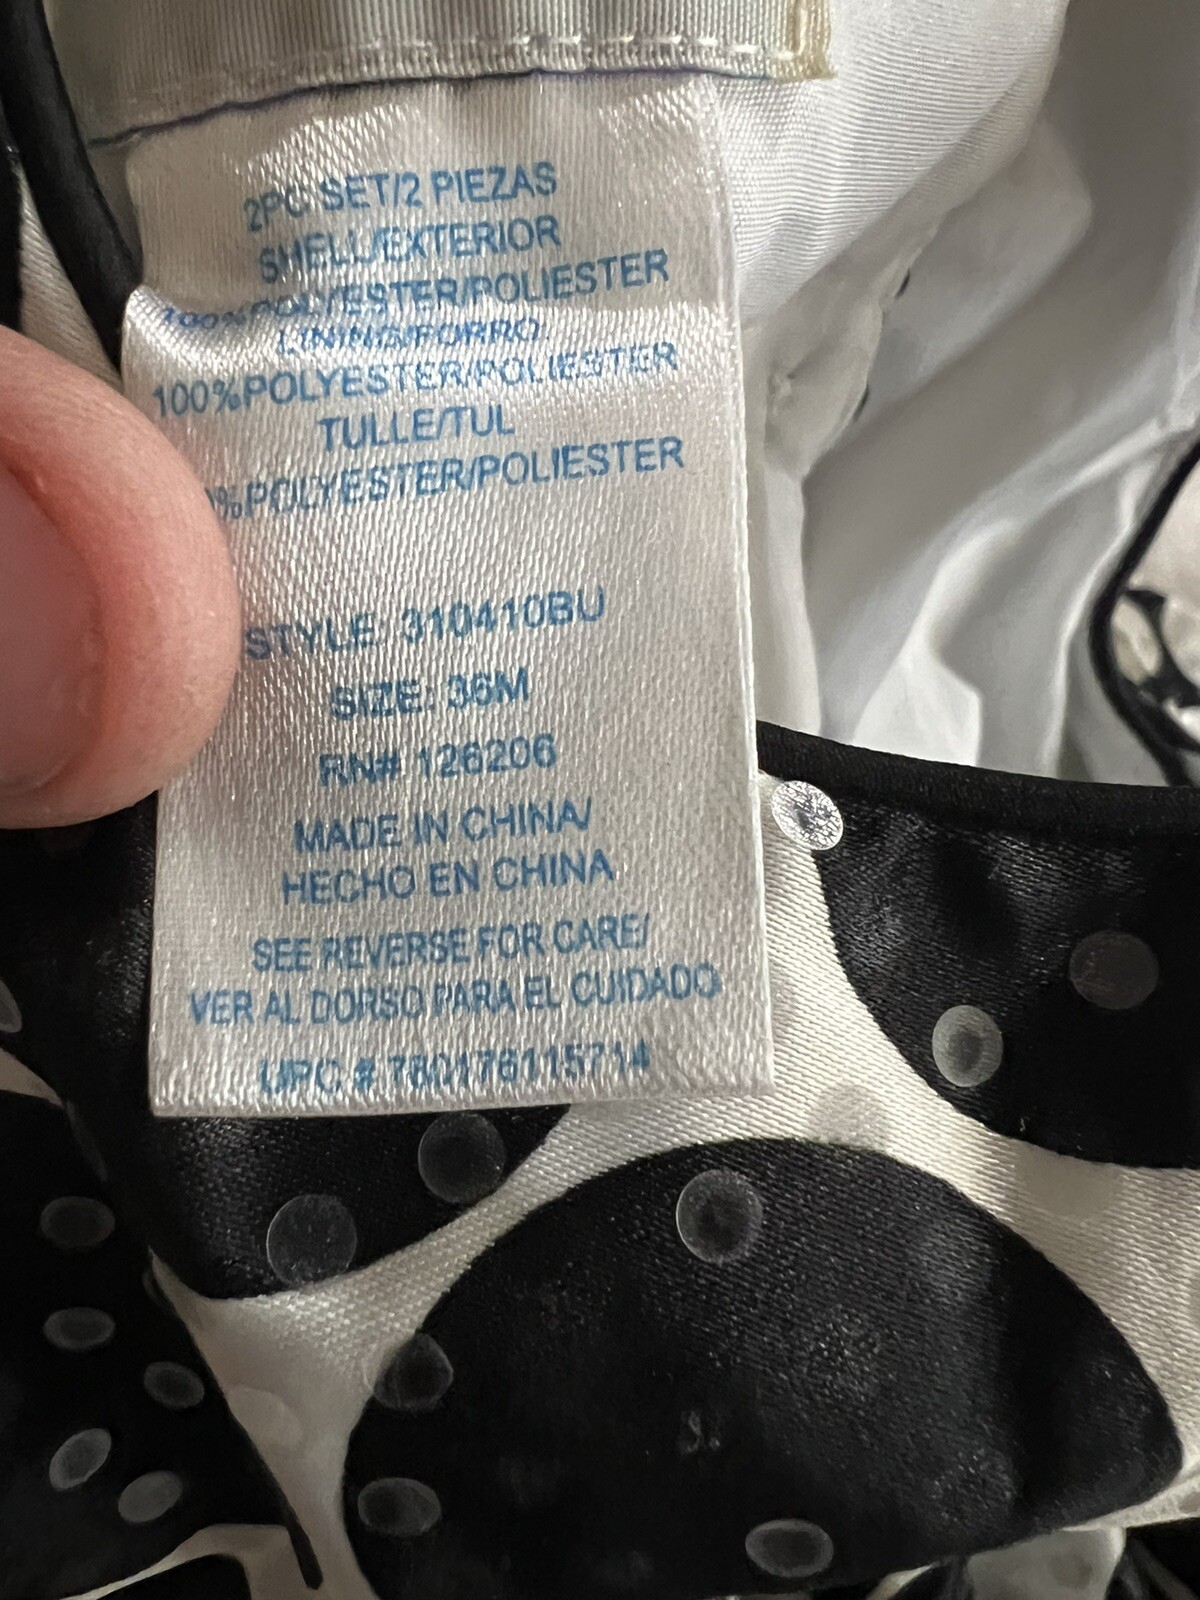 2PC SET/2 PIEZAS
SHELL/EXTERIOR
100%POLYESTER/POLIESTER
LINING/FORRO:
100%POLYESTER/POLIESTER
TULLE/TUL
%POLYESTER/POLIESTER
STYLE: 310410BU
SIZE: 36M
RN# 126206
MADE IN CHINA/
HECHO EN CHINA
SEE REVERSE FOR CARE/
VER AL DORSO PARA EL CUIDADO
UPC # 780176115714